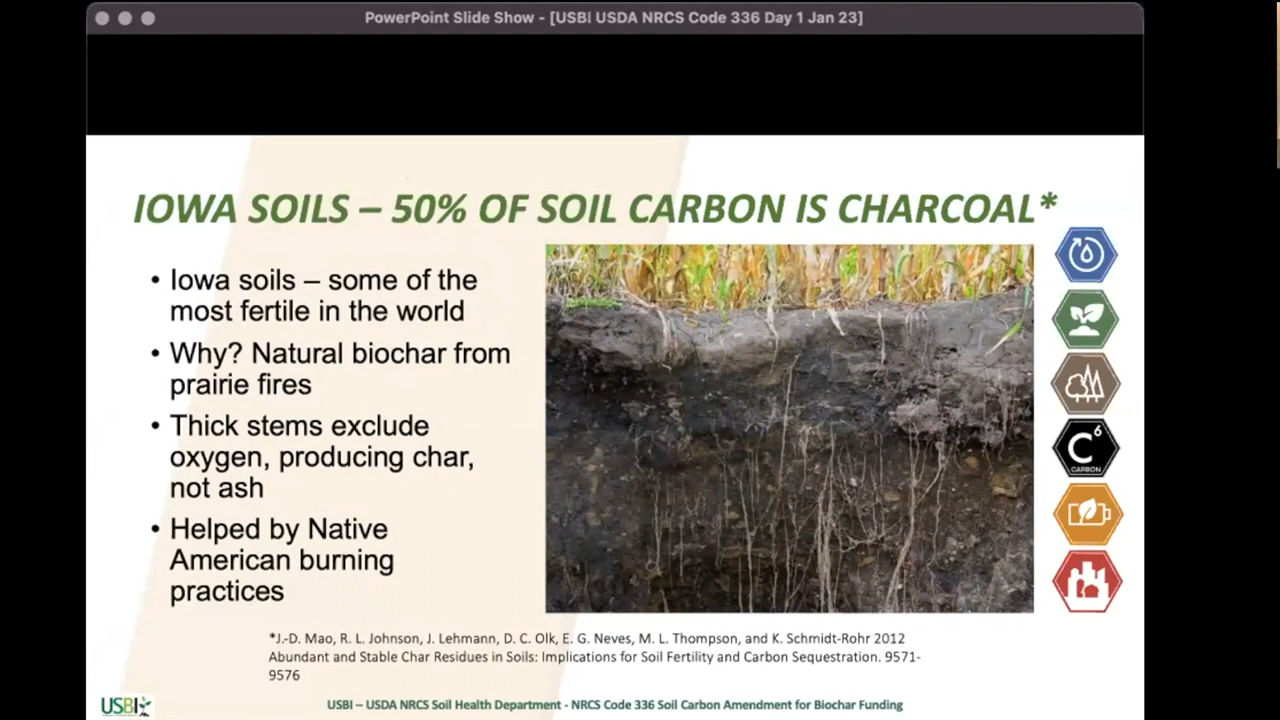 PowerPoint Slide Show - [USBI USDA NRCS Code 336 Day 1 Jan 23]
IOWA SOILS – 50% OF SOIL CARBON IS CHARCOAL*
• Iowa soils – some of the
most fertile in the world
• Why? Natural biochar from
prairie fires
• Thick stems exclude
oxygen, producing char,
not ash
• Helped by Native
American burning
practices
C 6
CARBON
*J.-D. Mao, R. L. Johnson, J. Lehmann, D. C. Olk, E. G. Neves, M. L. Thompson, and K. Schmidt-Rohr 2012
Abundant and Stable Char Residues in Soils: Implications for Soil Fertility and Carbon Sequestration. 9571-
9576
USBI
USBI – USDA NRCS Soil Health Department - NRCS Code 336 Soil Carbon Amendment for Biochar Funding